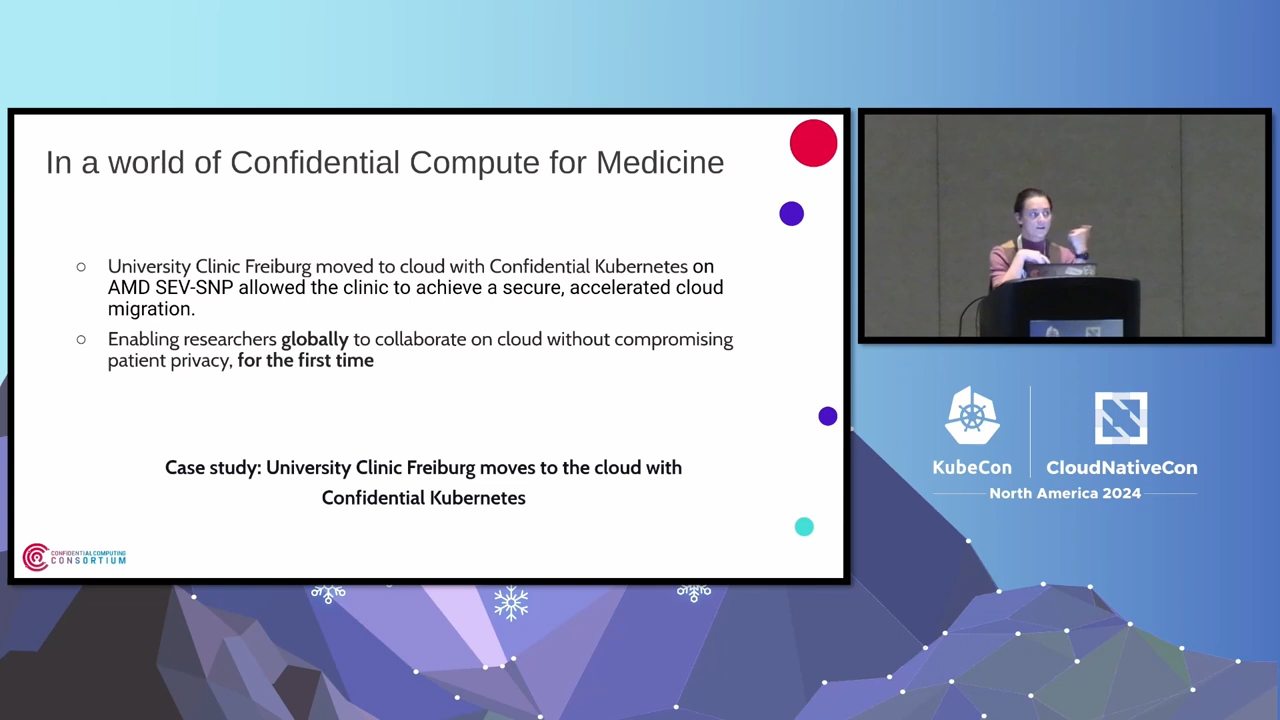 In a world of Confidential Compute for Medicine
University Clinic Freiburg moved to cloud with Confidential Kubernetes on
AMD SEV-SNP allowed the clinic to achieve a secure, accelerated cloud
migration.
Enabling researchers globally to collaborate on cloud without compromising
patient privacy, for the first time
Case study: University Clinic Freiburg moves to the cloud with
Confidential Kubernetes
CONFIDENTIAL COMPUTING
CONSORTIUM
KubeCon
CloudNativeCon
North America 2024